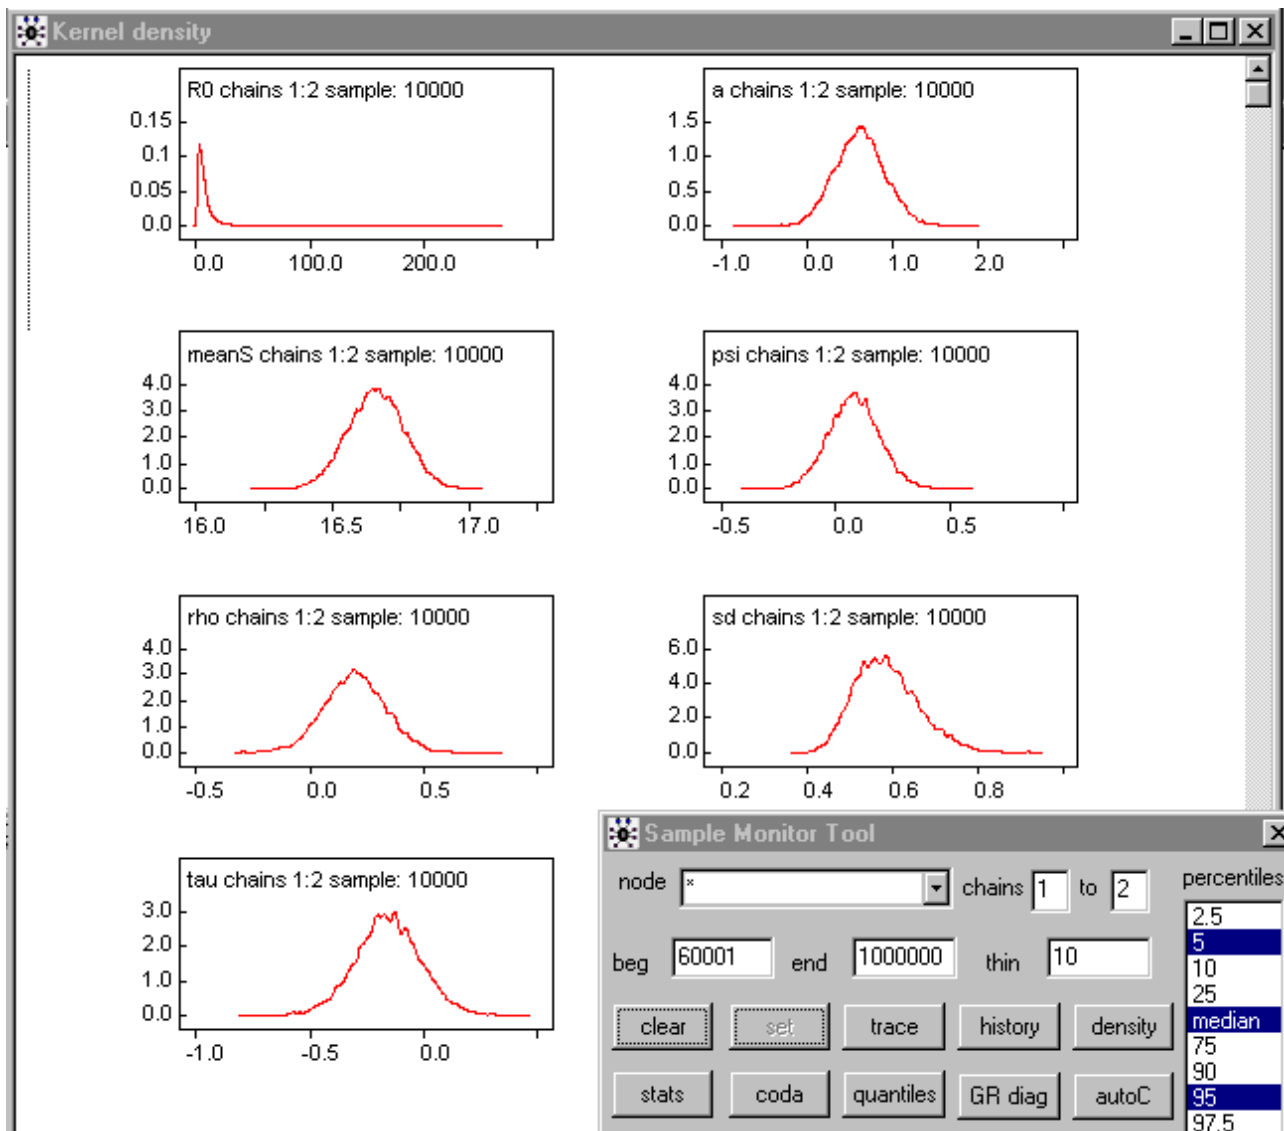 Kernel density
R0 chains 1:2 sample: 10000
0.15
0.1
0.05
0.0
0.0 100.0 200.0
a chains 1:2 sample: 10000
1.5
1.0
0.5
0.0
-1.0 0.0 1.0 2.0
meanS chains 1:2 sample: 10000
4.0
3.0
2.0
1.0
0.0
16.0 16.5 17.0
psi chains 1:2 sample: 10000
4.0
3.0
2.0
1.0
0.0
-0.5 0.0 0.5
rho chains 1:2 sample: 10000
4.0
3.0
2.0
1.0
0.0
-0.5 0.0 0.5
sd chains 1:2 sample: 10000
6.0
4.0
2.0
0.0
0.2 0.4 0.6 0.8
tau chains 1:2 sample: 10000
3.0
2.0
1.0
0.0
-1.0 -0.5 0.0
Sample Monitor Tool
node * chains 1 to 2 percentiles
beg 60001 end 1000000 thin 10
clear set trace history density
stats coda quantiles GR diag autoC
2.5
5
10
25
median
75
90
95
97.5